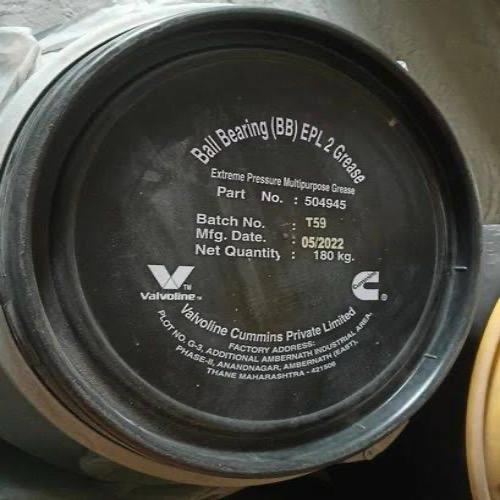 Ball Bearing (BB) EPL 2 Grease
Extreme Pressure Multipurpose Grease
Part No. : 504945
Batch No. : T59
Mfg. Date. : 05/2022
Net Quantity : 180 kg.
Valvoline™
Cummins®
Valvoline Cummins Private Limited
FACTORY ADDRESS:
PLOT NO. G-3, ADDITIONAL AMBERNATH INDUSTRIAL AREA,
PHASE-II, ANANDNAGAR, AMBERNATH (EAST),
THANE MAHARASHTRA - 421506